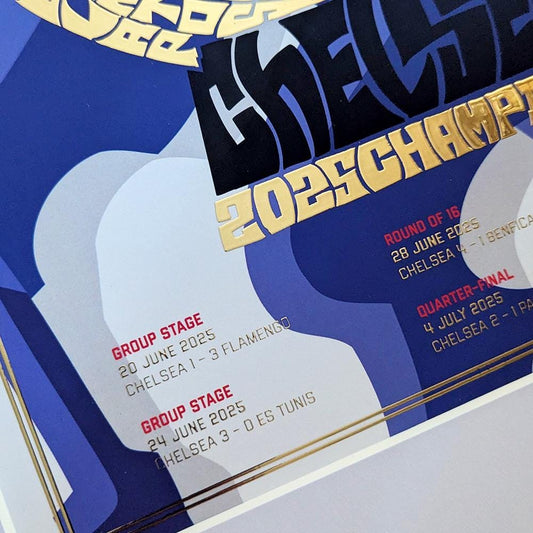 CHELSE
2025 CHAMPI
ROUND OF 16
28 JUNE 2025
CHELSEA 4 – 1 BENFICA
QUARTER-FINAL
4 JULY 2025
CHELSEA 2 – 1 PA
GROUP STAGE
20 JUNE 2025
CHELSEA 1 – 3 FLAMENGO
GROUP STAGE
24 JUNE 2025
CHELSEA 3 – 0 ES TUNIS